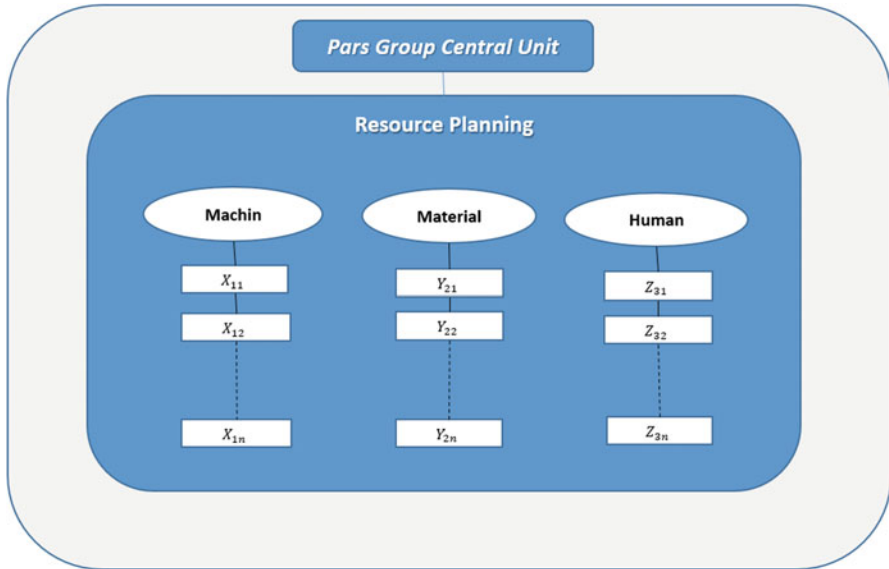 Pars Group Central Unit
Resource Planning
Machin Material Human
X₁₁ Y₂₁ Z₃₁
X₁₂ Y₂₂ Z₃₂
X₁ₙ Y₂ₙ Z₃ₙ